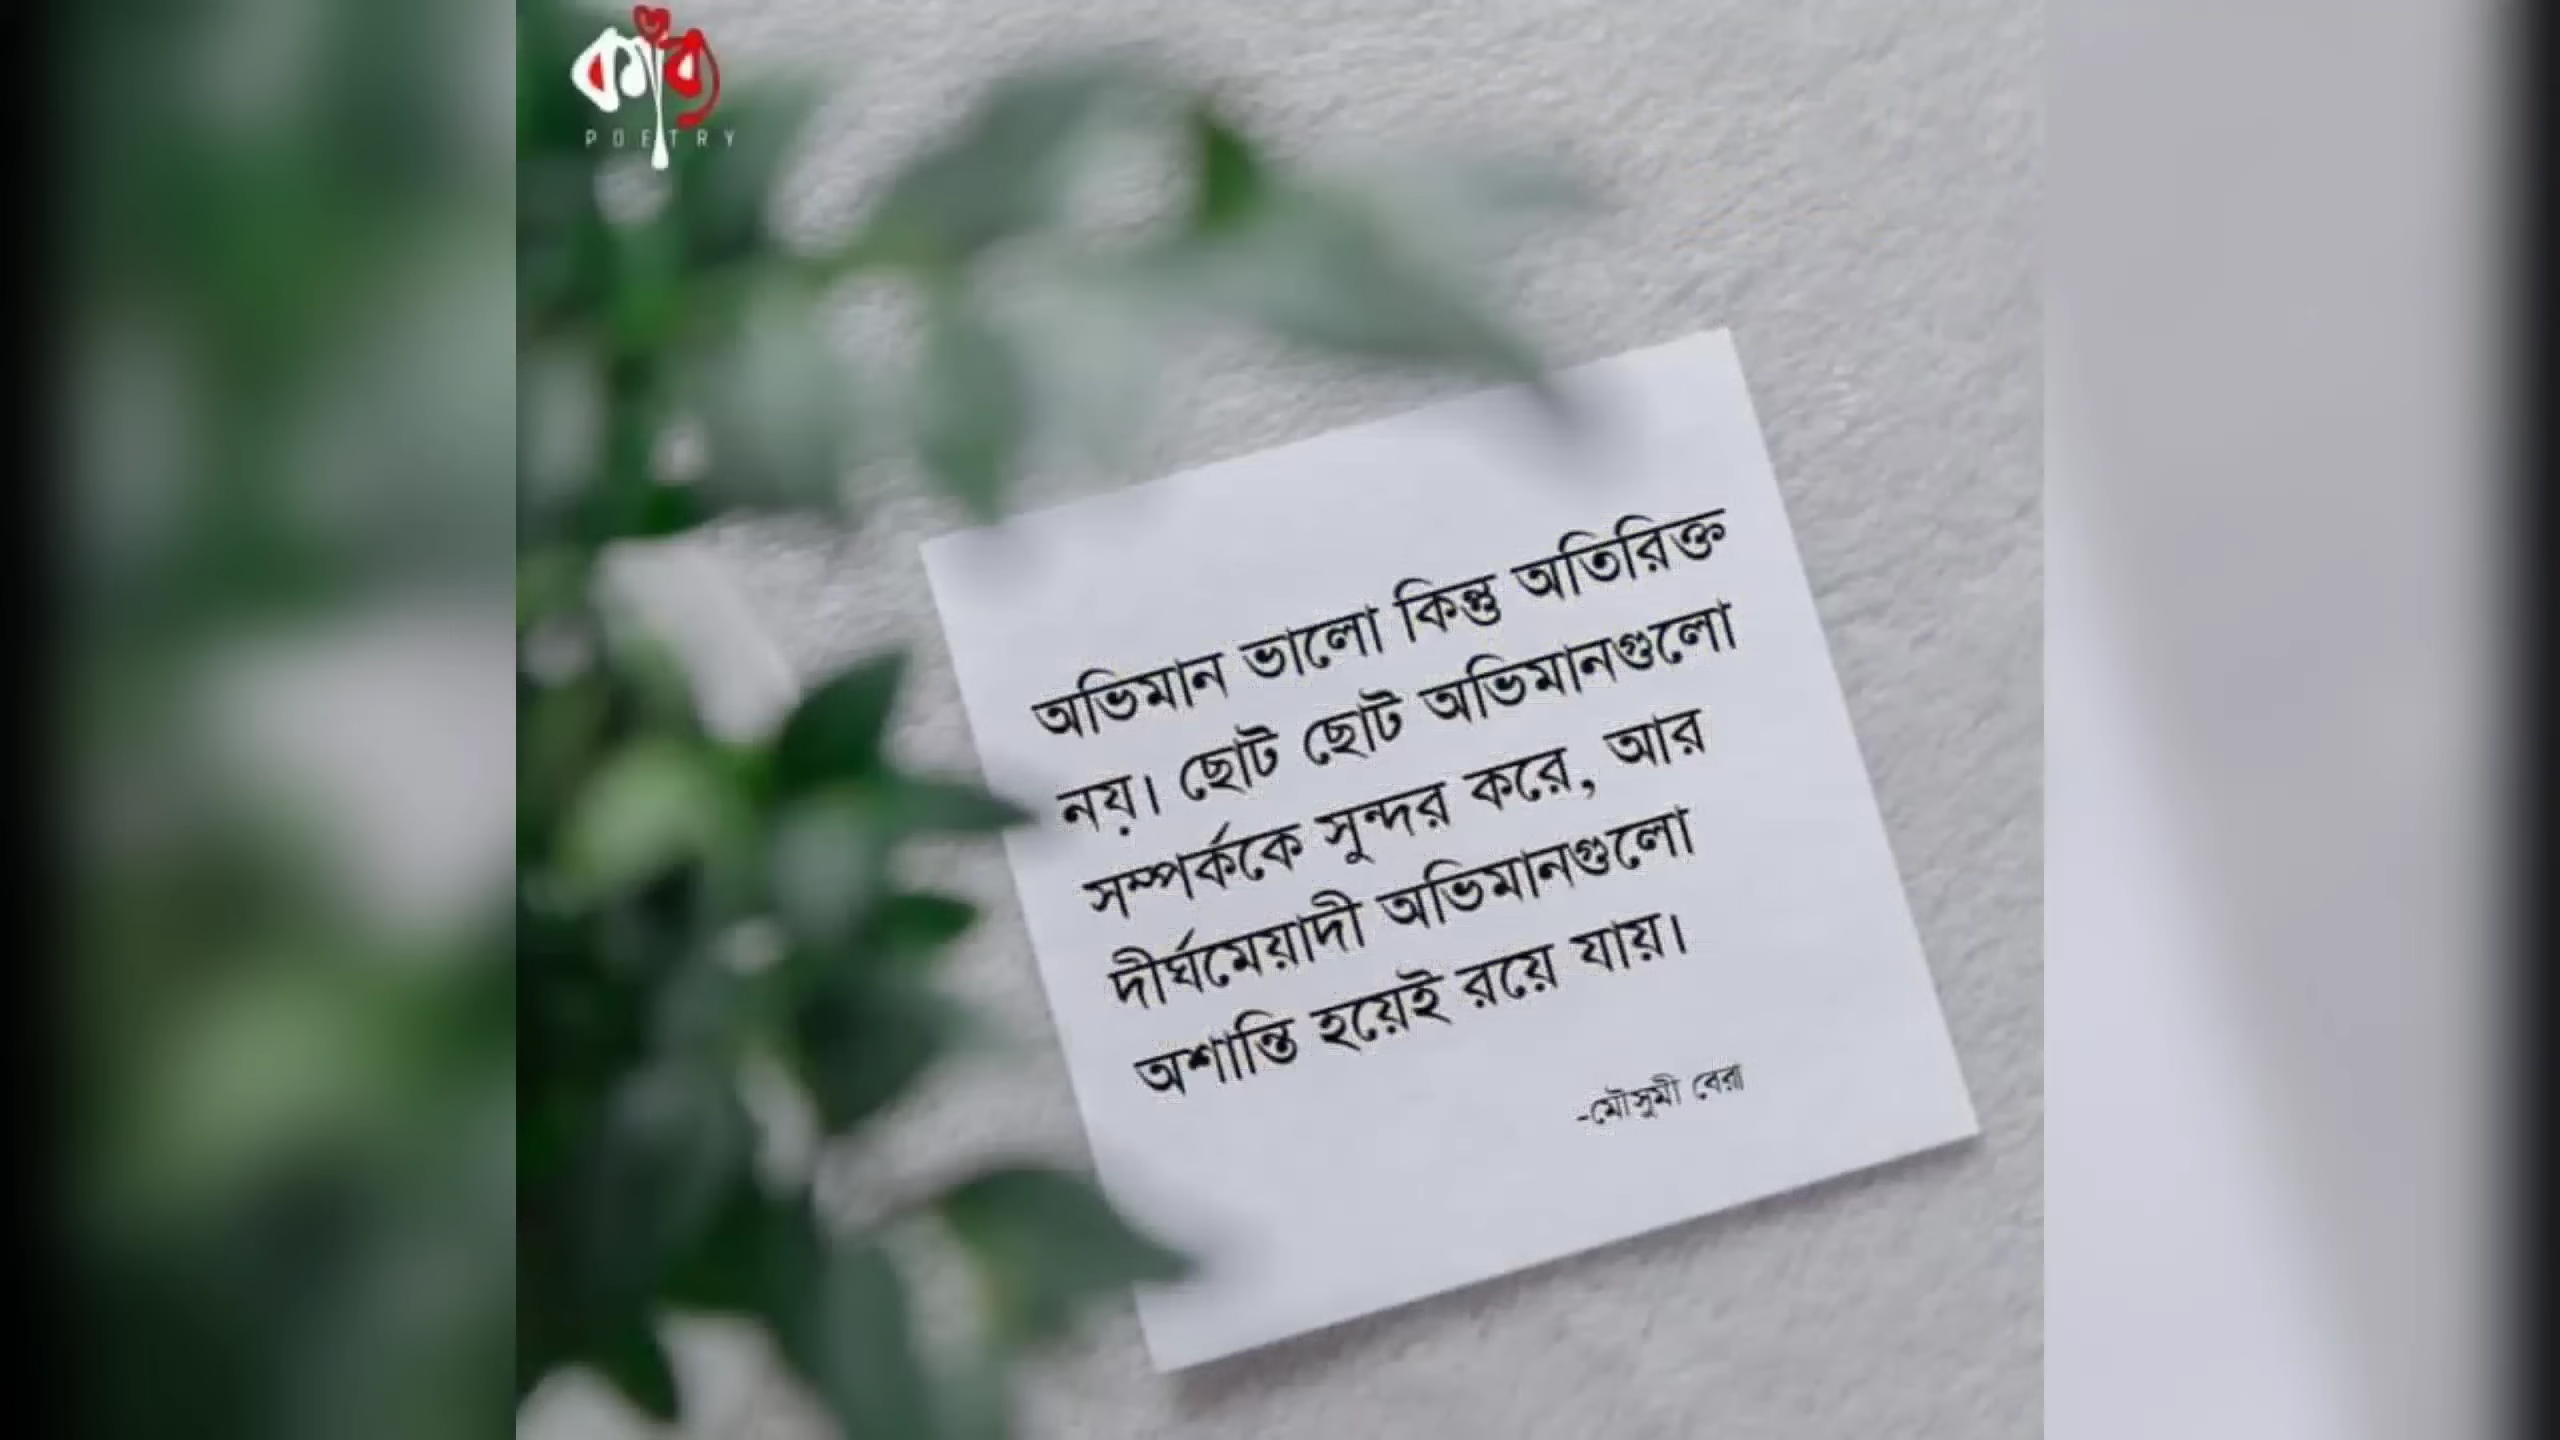 কাব্য
POETRY
অভিমান ভালো কিন্তু অতিরিক্ত
নয়। ছোট ছোট অভিমানগুলো
সম্পর্ককে সুন্দর করে, আর
দীর্ঘমেয়াদী অভিমানগুলো
অশান্তি হয়েই রয়ে যায়।
-মৌসুমী বেরা